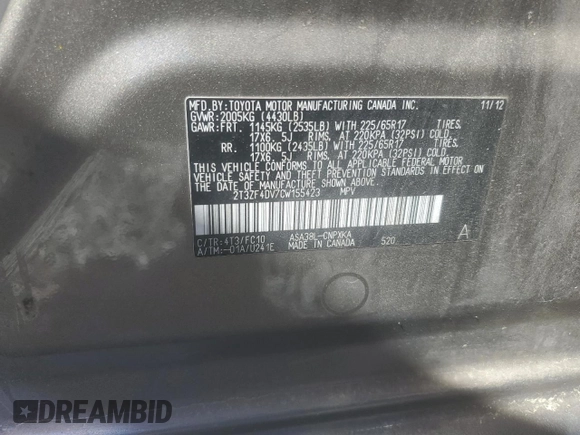 MFD.BY:TOYOTA MOTOR MANUFACTURING CANADA INC. 11/12
GVWR:2005KG (4430LB)
GAWR:FRT. 1145KG (2535LB) WITH 225/65R17 TIRES,
17X6.5J RIMS, AT 220KPA (32PSI) COLD.
RR. 1100KG (2435LB) WITH 225/65R17 TIRES,
17X6.5J RIMS, AT 220KPA (32PSI) COLD.
THIS VEHICLE CONFORMS TO ALL APPLICABLE FEDERAL MOTOR
VEHICLE SAFETY AND THEFT PREVENTION STANDARDS IN EFFECT
ON THE DATE OF MANUFACTURE SHOWN ABOVE.
2T3ZF4DV7CW155423 MPV
C/TR:4T3/FC10 ASA38L-CNPXKA A
A/TM:-01A/U241E MADE IN CANADA 520
DREAMBID